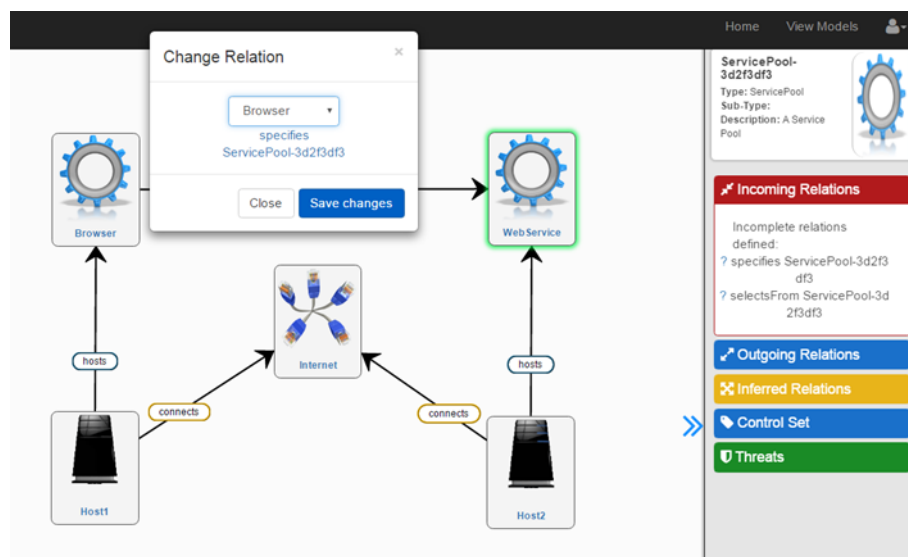 Home View Models
Change Relation ×
Browser
specifies
ServicePool-3d2f3df3
Close Save changes
Browser
WebService
Internet
hosts
hosts
connects
connects
Host1
Host2
ServicePool-
3d2f3df3
Type: ServicePool
Sub-Type:
Description: A Service
Pool
Incoming Relations
Incomplete relations
defined:
? specifies ServicePool-3d2f3
df3
? selectsFrom ServicePool-3d
2f3df3
Outgoing Relations
Inferred Relations
Control Set
Threats